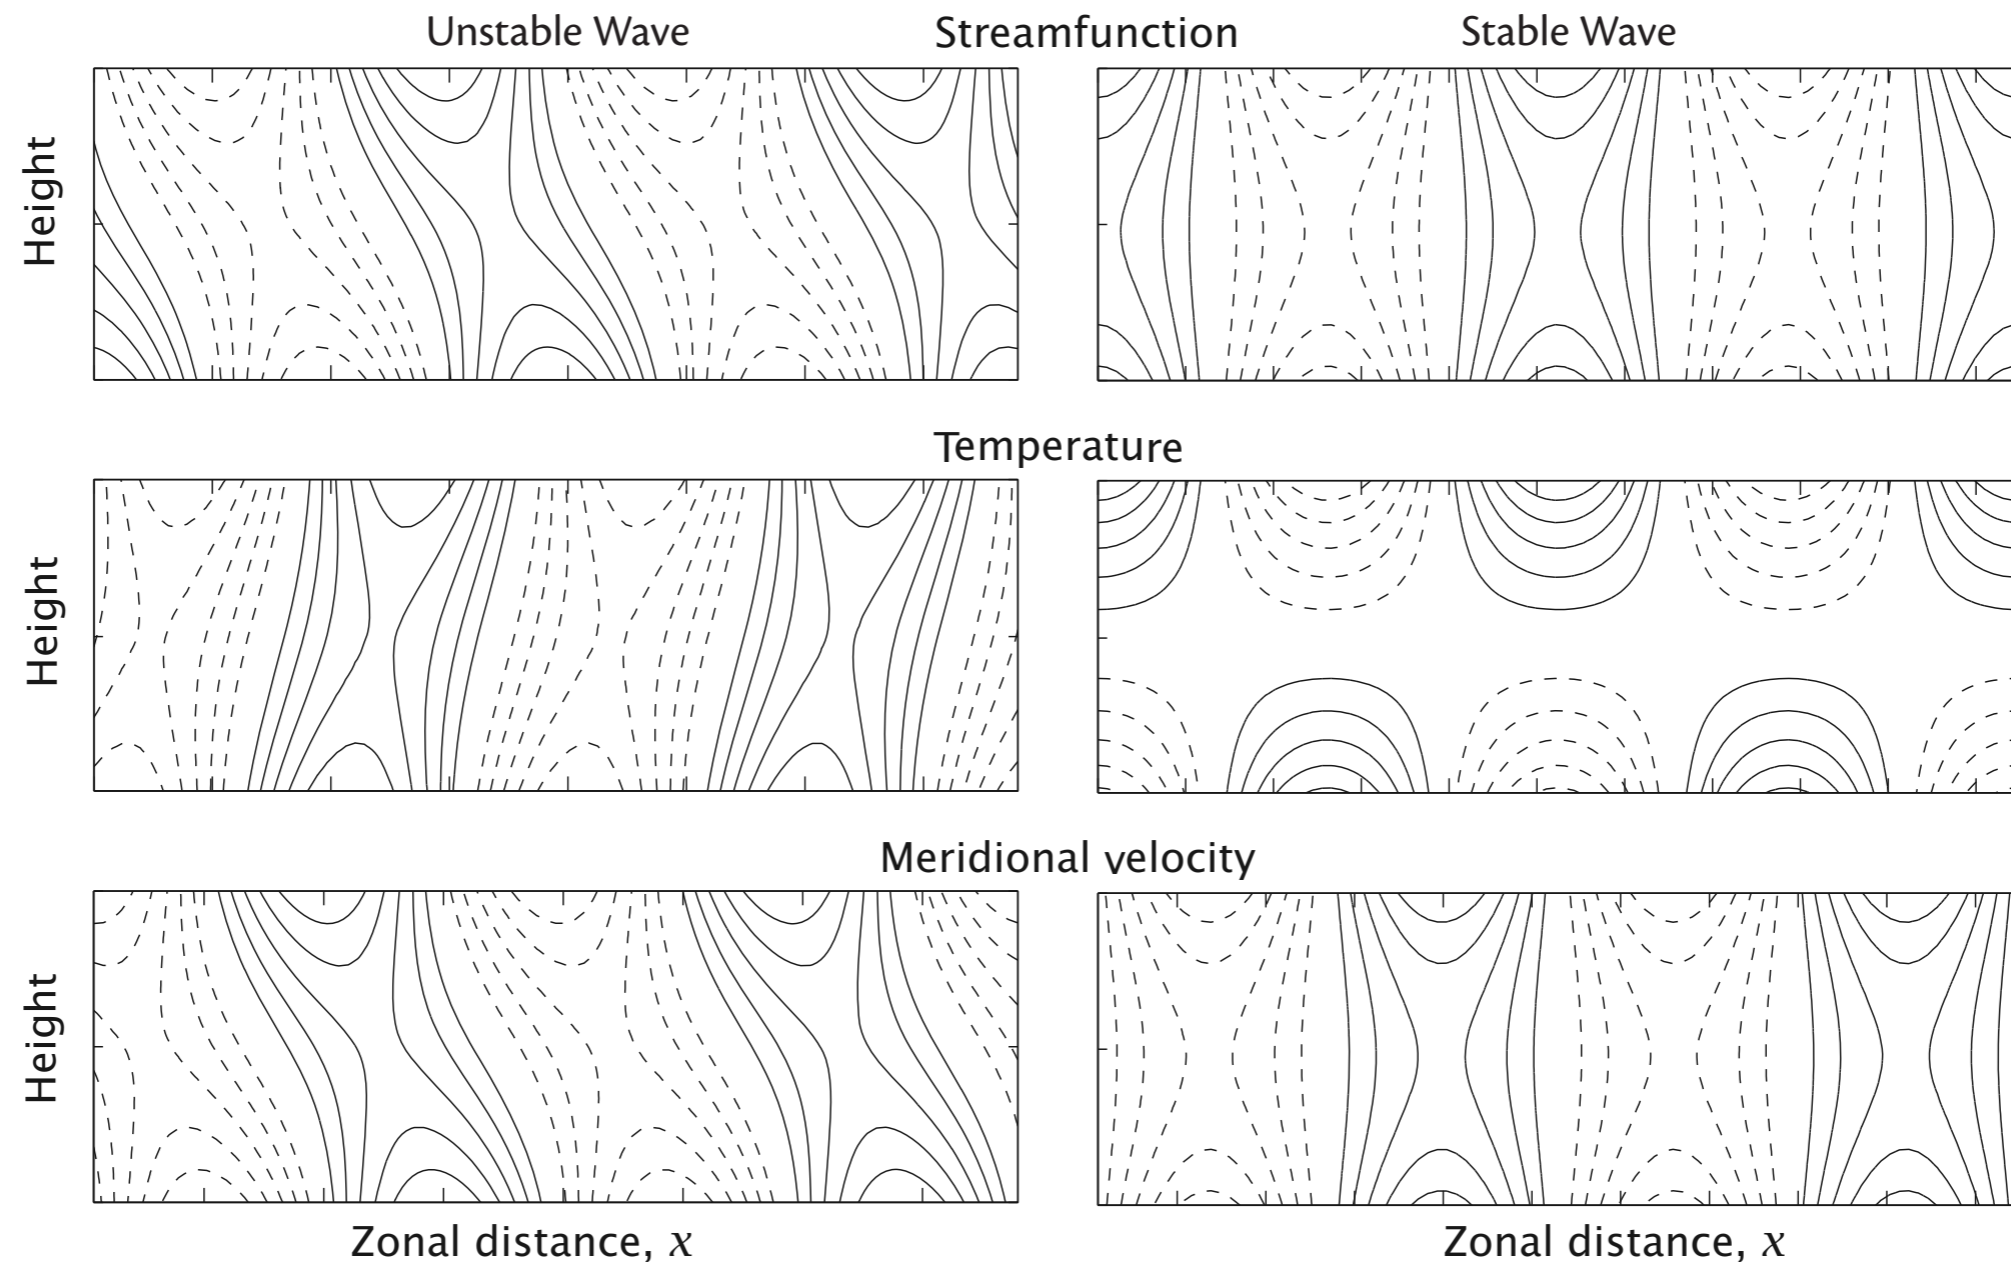 Unstable Wave Streamfunction Stable Wave
Height
Temperature
Height
Meridional velocity
Height
Zonal distance, x Zonal distance, x